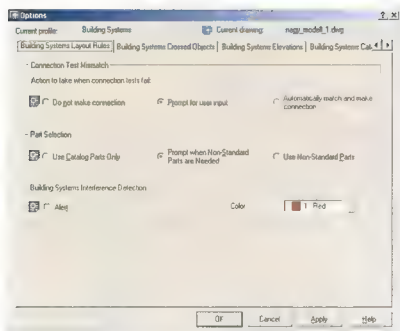 Options
Current profile: Building Systems Current drawing: nagy_modell_1.dwg
Building Systems Layout Rules Building Systems Crossed Objects Building Systems Elevations Building Systems
Connection Test Mismatch
Action to take when connection tests fail:
Do not make connection Prompt for user input Automatically match and make connection
Part Selection
Use Catalog Parts Only Prompt when Non-Standard Parts are Needed Use Non-Standard Parts
Building Systems Interference Detection
Alert Color 1 Red
OK Cancel Apply Help